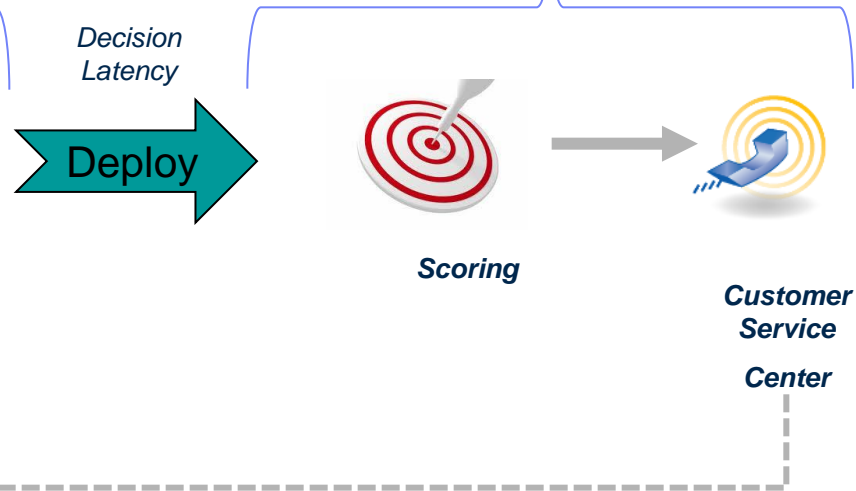 Decision
Latency
Deploy
Scoring
Customer
Service
Center